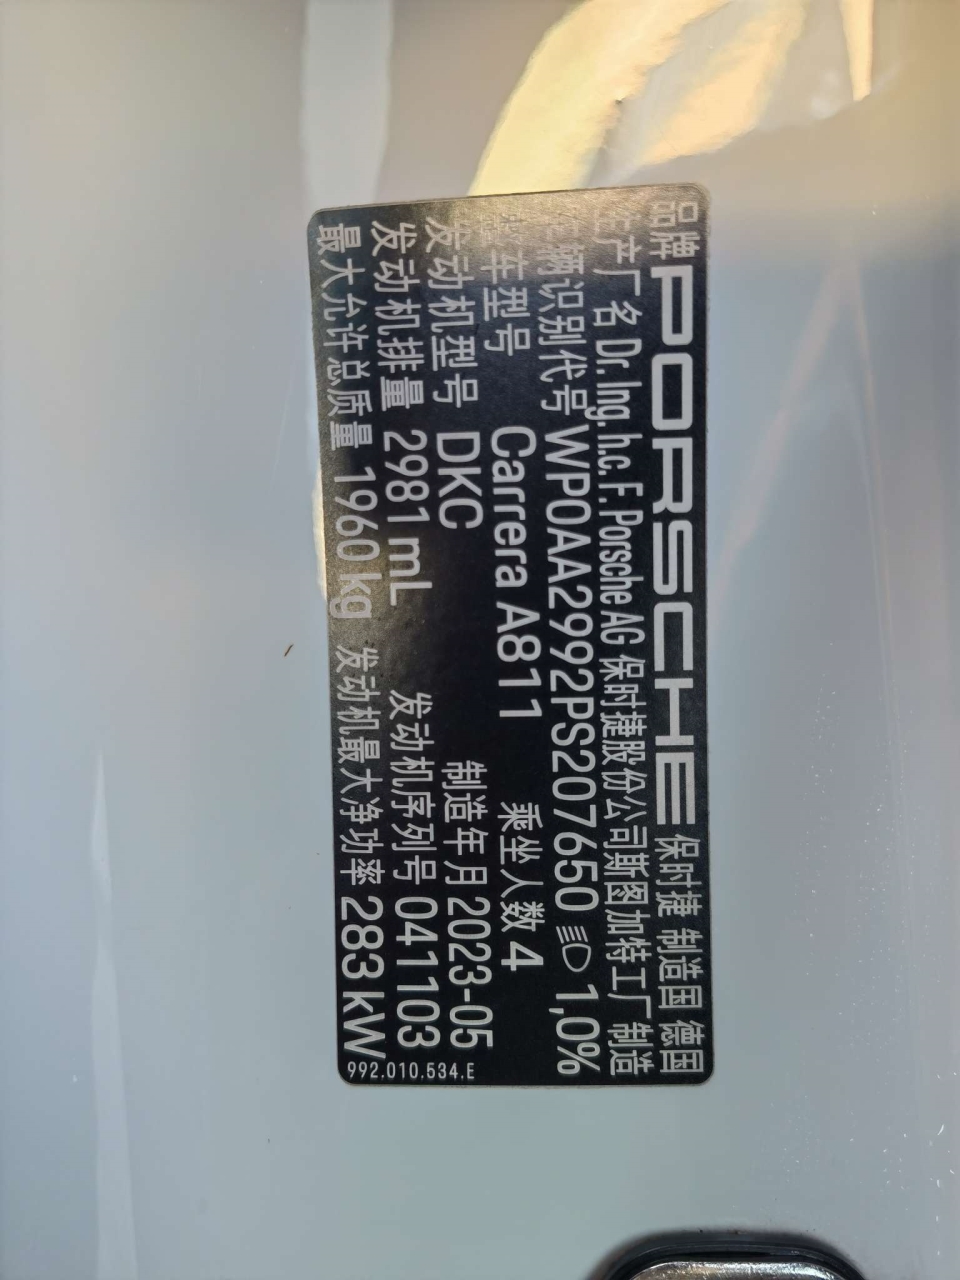 品牌 PORSCHE 保时捷 制造国 德国
生产厂名 Dr. Ing. h.c. F. Porsche AG 保时捷股份公司斯图加特工厂制造
车辆识别代号 WP0AA2992PS207650 1,0%
整车型号 Carrera A811 乘坐人数 4
发动机型号 DKC 制造年月 2023-05
发动机排量 2981 mL 发动机序列号 041103
最大允许总质量 1960 kg 发动机最大净功率 283 kW
992.010.534.E